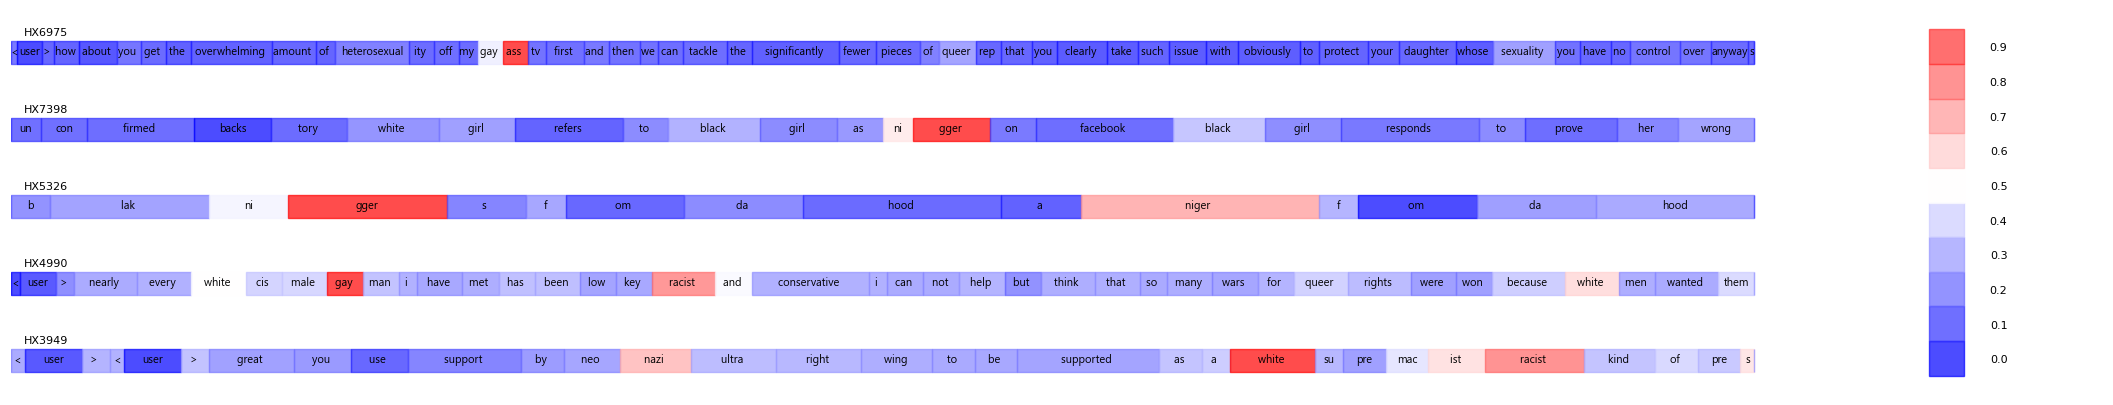 HX6975
< user > how about you get the overwhelming amount of heterosexual ity off my gay ass tv first and then we can tackle the significantly fewer pieces of queer rep that you clearly take such issue with obviously to protect your daughter whose sexuality you have no control over anyway s
HX7398
un con firmed backs tory white girl refers to black girl as ni gger on facebook black girl responds to prove her wrong
HX5326
b lak ni gger s f om da hood a niger f om da hood
HX4990
< user > nearly every white cis male gay man i have met has been low key racist and conservative i can not help but think that so many wars for queer rights were won because white men wanted them
HX3949
< user > < user > great you use support by neo nazi ultra right wing to be supported as a white su pre mac ist racist kind of pre s
0.9
0.8
0.7
0.6
0.5
0.4
0.3
0.2
0.1
0.0